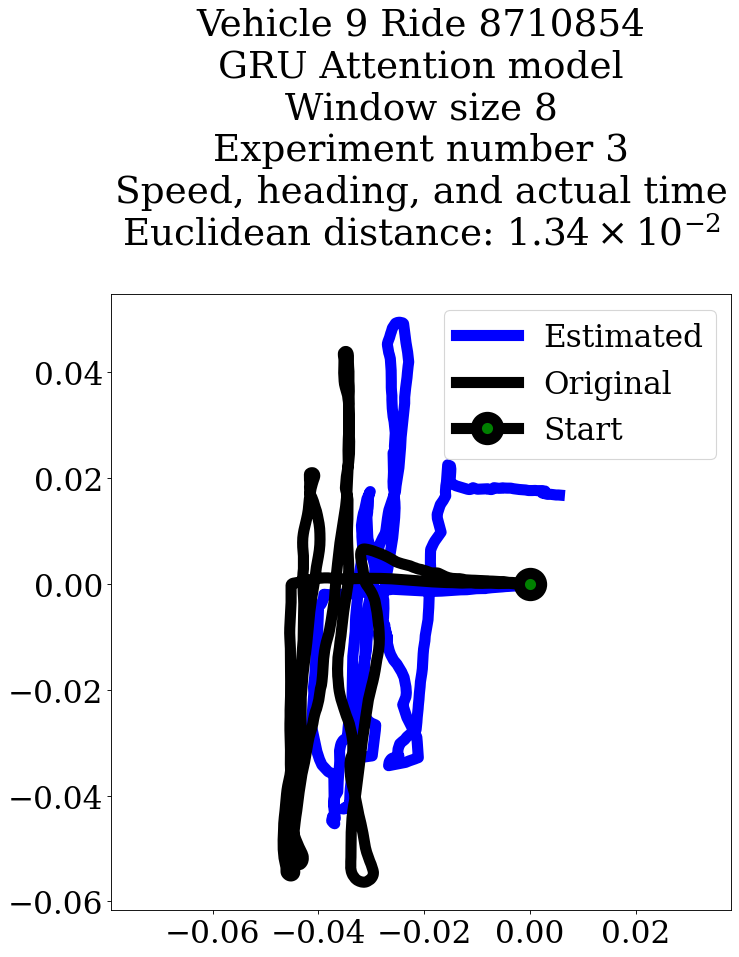 Vehicle 9 Ride 8710854
GRU Attention model
Window size 8
Experiment number 3
Speed, heading, and actual time
Euclidean distance: 1.34 × 10⁻²
Estimated
Original
Start
0.04
0.02
0.00
−0.02
−0.04
−0.06
−0.06 −0.04 −0.02 0.00 0.02